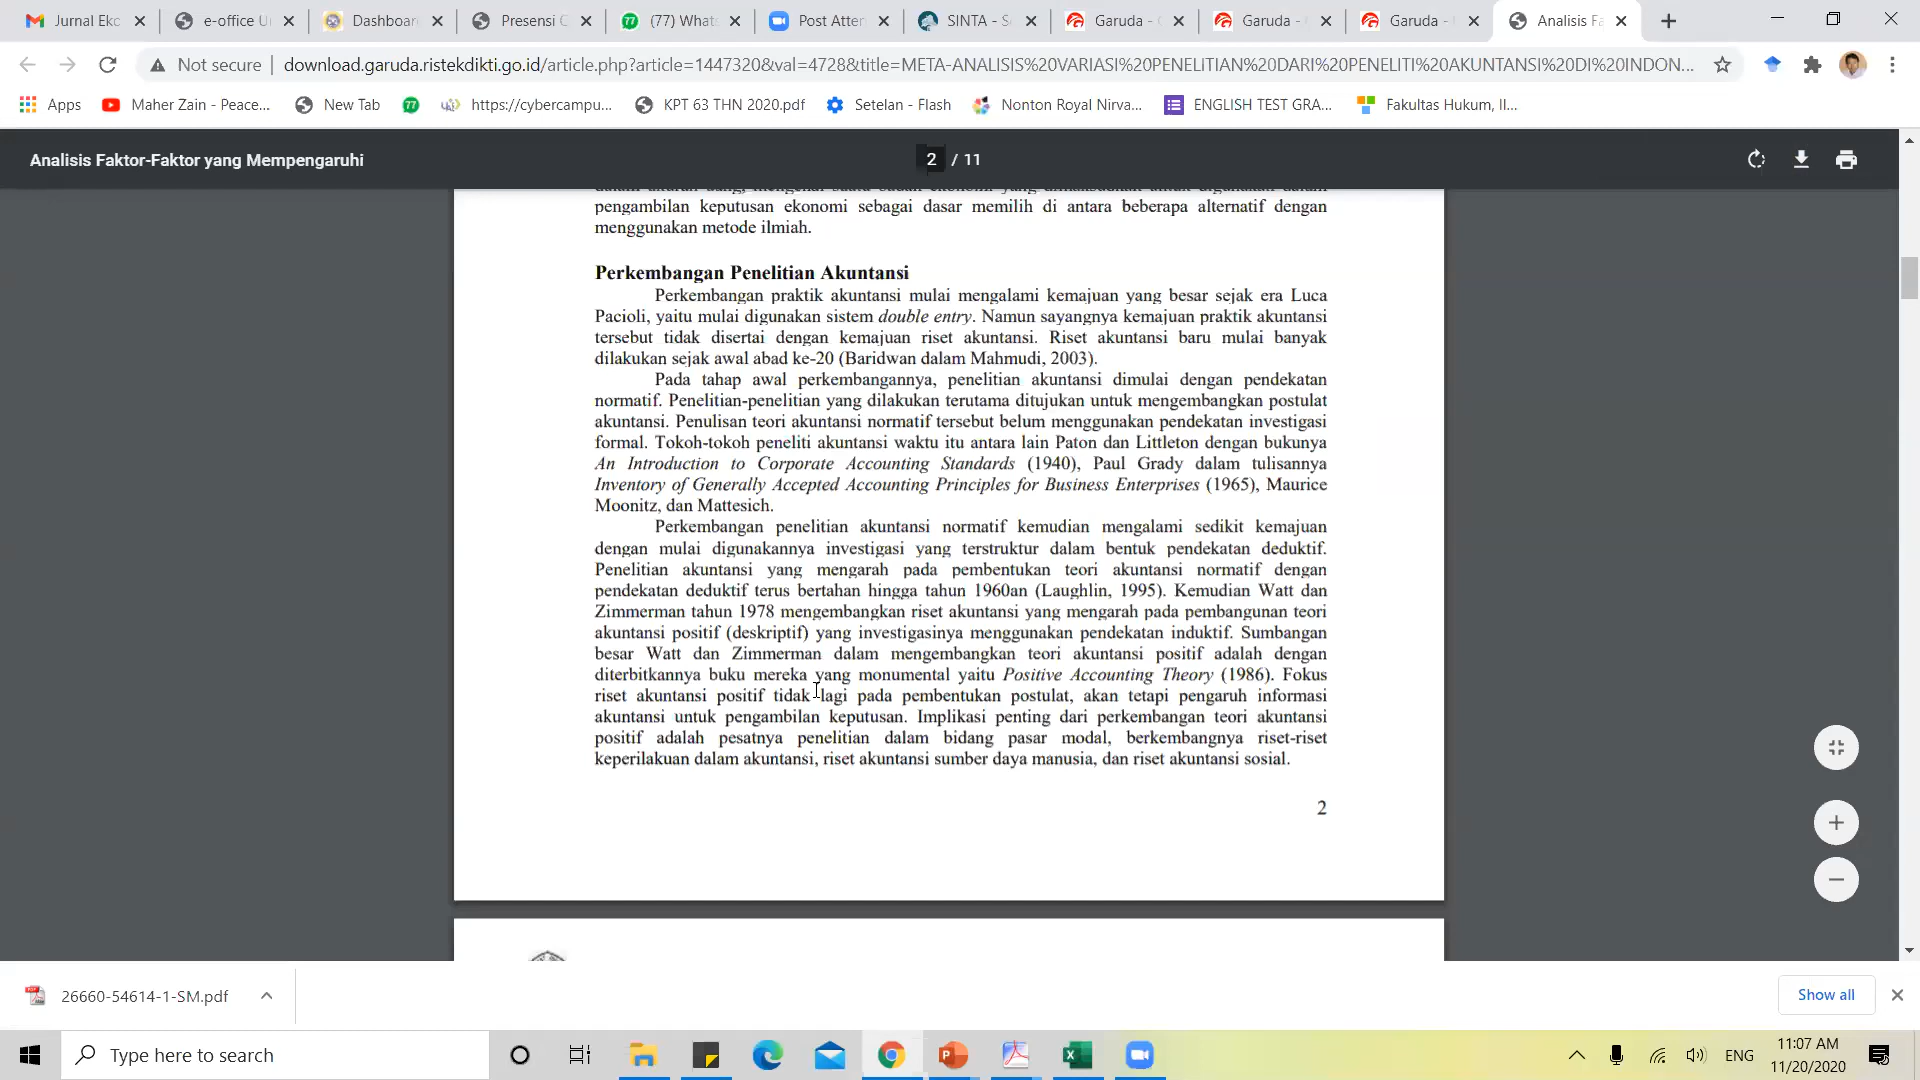 Jurnal Eko
e-office U
Dashboar
Presensi
(77) What
Post Atten
SINTA - S
Garuda -
Garuda -
Garuda -
Analisis Fa
Not secure
download.garuda.ristekdikti.go.id/article.php?article=1447320&val=4728&title=META-ANALISIS%20VARIASI%20PENELITIAN%20DARI%20PENELITI%20AKUNTANSI%20DI%20INDON...
Apps
Maher Zain - Peace...
New Tab
https://cybercampu...
KPT 63 THN 2020.pdf
Setelan - Flash
Nonton Royal Nirva...
ENGLISH TEST GRA...
Fakultas Hukum, Il...
Analisis Faktor-Faktor yang Mempengaruhi
2 / 11
pengambilan keputusan ekonomi sebagai dasar memilih di antara beberapa alternatif dengan
menggunakan metode ilmiah.
Perkembangan Penelitian Akuntansi
Perkembangan praktik akuntansi mulai mengalami kemajuan yang besar sejak era Luca
Pacioli, yaitu mulai digunakan sistem double entry. Namun sayangnya kemajuan praktik akuntansi
tersebut tidak disertai dengan kemajuan riset akuntansi. Riset akuntansi baru mulai banyak
dilakukan sejak awal abad ke-20 (Baridwan dalam Mahmudi, 2003).
Pada tahap awal perkembangannya, penelitian akuntansi dimulai dengan pendekatan
normatif. Penelitian-penelitian yang dilakukan terutama ditujukan untuk mengembangkan postulat
akuntansi. Penulisan teori akuntansi normatif tersebut belum menggunakan pendekatan investigasi
formal. Tokoh-tokoh peneliti akuntansi waktu itu antara lain Paton dan Littleton dengan bukunya
An Introduction to Corporate Accounting Standards (1940), Paul Grady dalam tulisannya
Inventory of Generally Accepted Accounting Principles for Business Enterprises (1965), Maurice
Moonitz, dan Mattesich.
Perkembangan penelitian akuntansi normatif kemudian mengalami sedikit kemajuan
dengan mulai digunakannya investigasi yang terstruktur dalam bentuk pendekatan deduktif.
Penelitian akuntansi yang mengarah pada pembentukan teori akuntansi normatif dengan
pendekatan deduktif terus bertahan hingga tahun 1960an (Laughlin, 1995). Kemudian Watt dan
Zimmerman tahun 1978 mengembangkan riset akuntansi yang mengarah pada pembangunan teori
akuntansi positif (deskriptif) yang investigasinya menggunakan pendekatan induktif. Sumbangan
besar Watt dan Zimmerman dalam mengembangkan teori akuntansi positif adalah dengan
diterbitkannya buku mereka yang monumental yaitu Positive Accounting Theory (1986). Fokus
riset akuntansi positif tidak lagi pada pembentukan postulat, akan tetapi pengaruh informasi
akuntansi untuk pengambilan keputusan. Implikasi penting dari perkembangan teori akuntansi
positif adalah pesatnya penelitian dalam bidang pasar modal, berkembangnya riset-riset
keperilakuan dalam akuntansi, riset akuntansi sumber daya manusia, dan riset akuntansi sosial.
2
26660-54614-1-SM.pdf
Show all
Type here to search
ENG
11:07 AM
11/20/2020